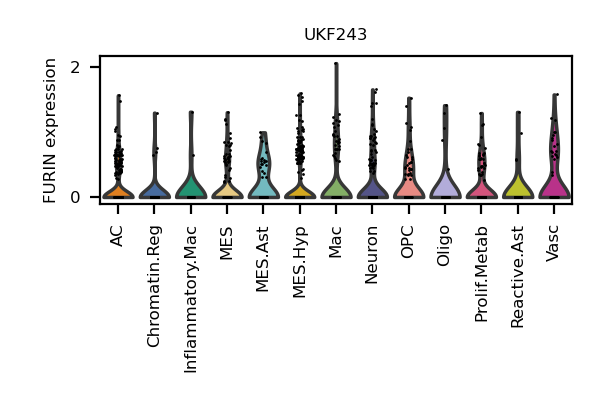 UKF243
FURIN expression
2
0
AC
Chromatin.Reg
Inflammatory.Mac
MES
MES.Ast
MES.Hyp
Mac
Neuron
OPC
Oligo
Prolif.Metab
Reactive.Ast
Vasc